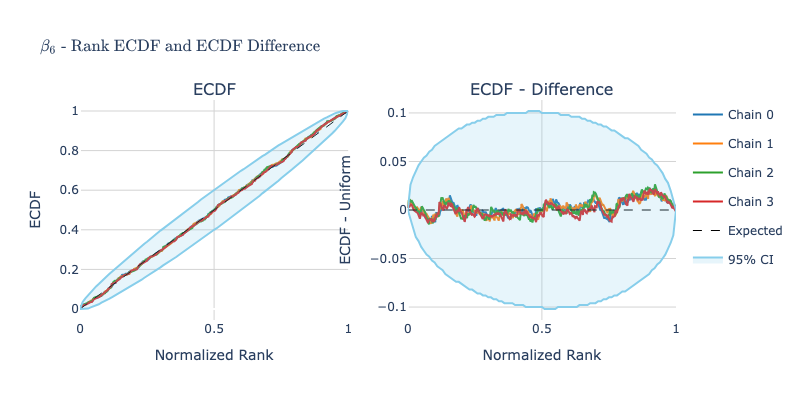 β₆ - Rank ECDF and ECDF Difference
ECDF
ECDF - Difference
ECDF
1
0.8
0.6
0.4
0.2
0
0
0.5
1
Normalized Rank
ECDF - Uniform
0.1
0.05
0
−0.05
−0.1
0
0.5
1
Normalized Rank
Chain 0
Chain 1
Chain 2
Chain 3
Expected
95% CI